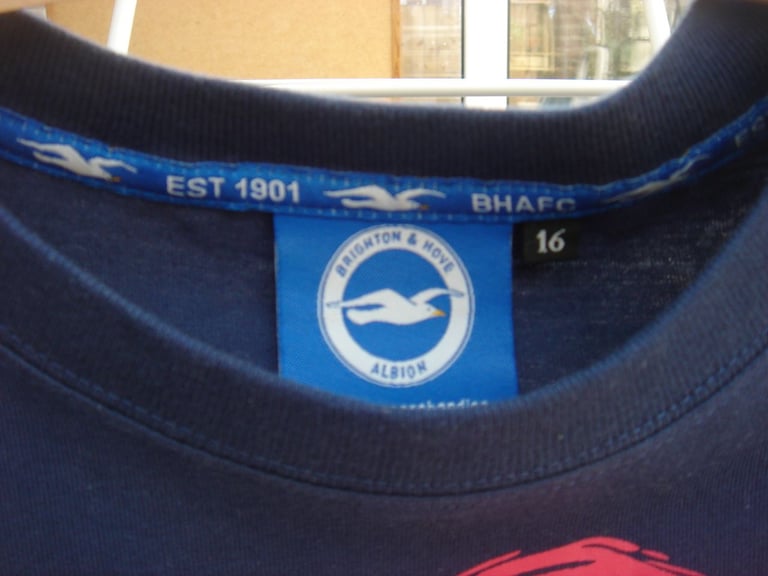 EST 1901 BHAFC
16
BRIGHTON & HOVE
ALBION